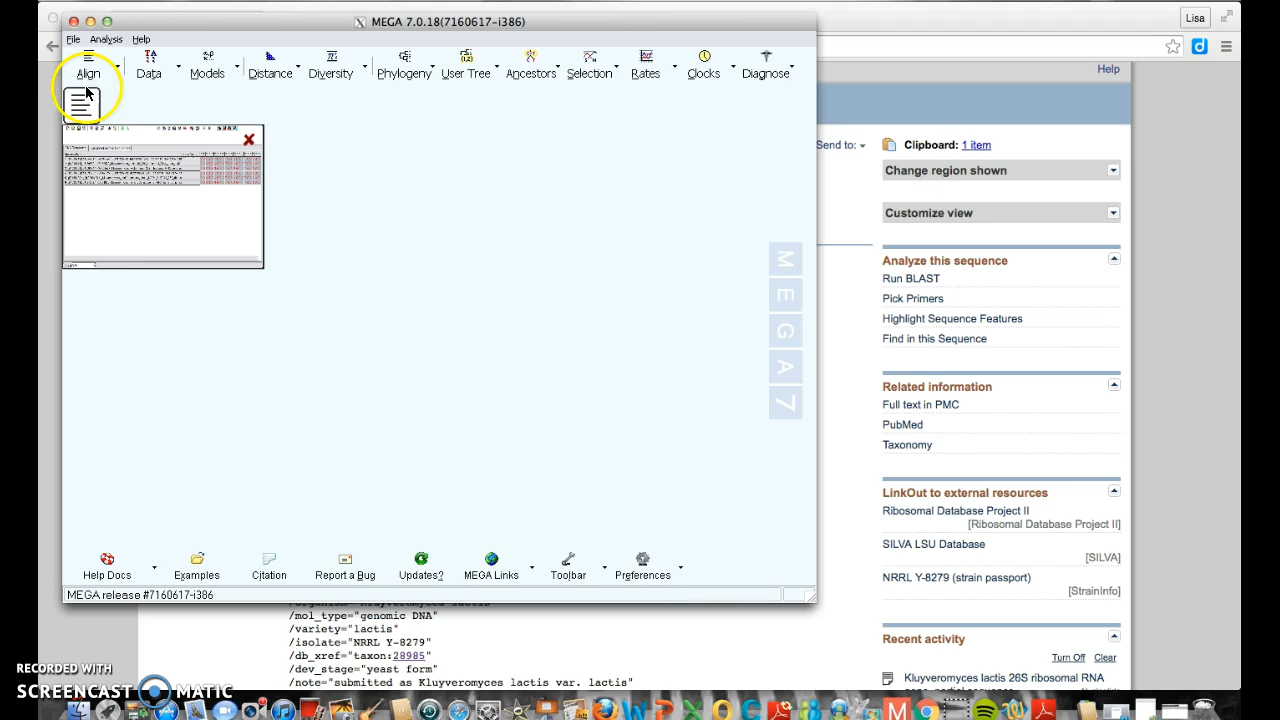 MEGA 7.0.18(7160617-i386)
Lisa
File Analysis Help
Align Data Models Distance Diversity Phylogeny User Tree Ancestors Selection Rates Clocks Diagnose
Help
Send to:
Clipboard: 1 item
Change region shown
Customize view
Analyze this sequence
Run BLAST
Pick Primers
Highlight Sequence Features
Find in this Sequence
MEGA7
Related information
Full text in PMC
PubMed
Taxonomy
LinkOut to external resources
Ribosomal Database Project II
[Ribosomal Database Project II]
SILVA LSU Database
[SILVA]
NRRL Y-8279 (strain passport)
[StrainInfo]
Help Docs Examples Citation Report a Bug Updates? MEGA Links Toolbar Preferences
MEGA release #7160617-i386
/organism="Kluyveromyces lactis"
/mol_type="genomic DNA"
/variety="lactis"
/isolate="NRRL Y-8279"
/db_xref="taxon:28985"
/dev_stage="yeast form"
/note="submitted as Kluyveromyces lactis var. lactis"
Recent activity
Turn Off Clear
Kluyveromyces lactis 26S ribosomal RNA
RECORDED WITH
SCREENCAST MATIC